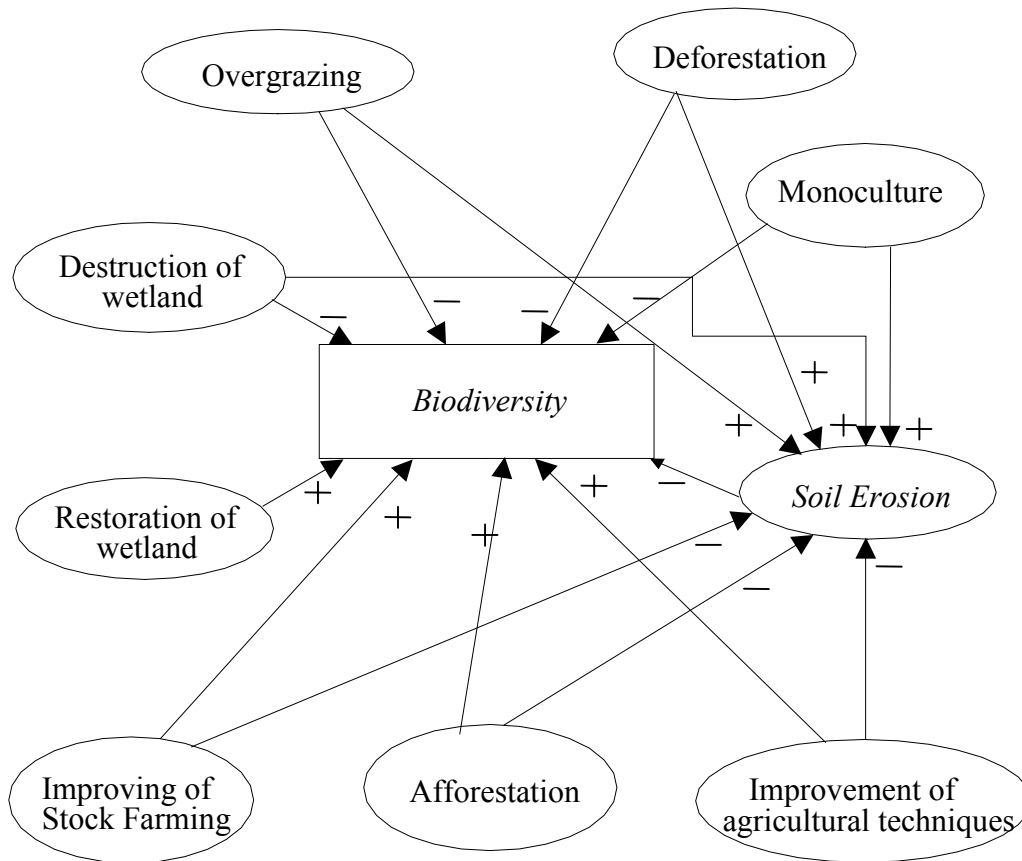 Overgrazing
Deforestation
Monoculture
Destruction of
wetland
−
−
−
−
Biodiversity
+
+
+
+
+
+
+
+
−
Soil Erosion
Restoration of
wetland
−
−
−
Improving of
Stock Farming
Afforestation
Improvement of
agricultural techniques